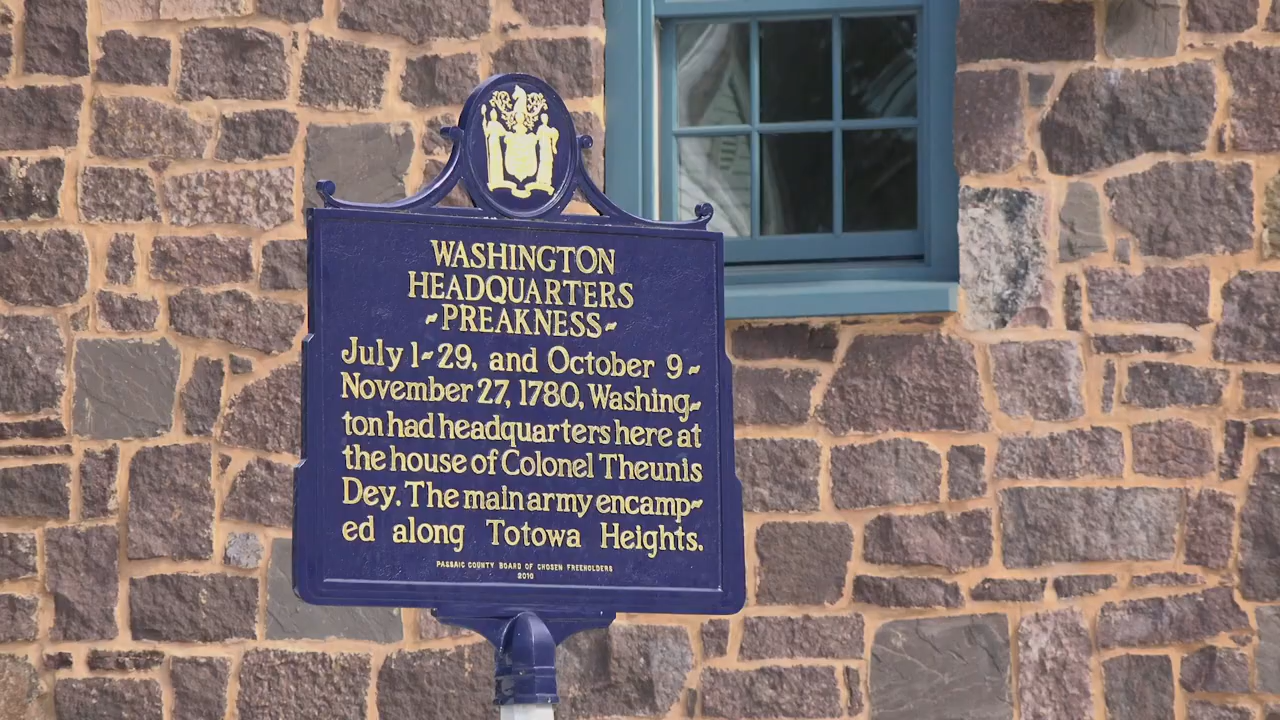 WASHINGTON
HEADQUARTERS
-PREAKNESS-
July 1-29, and October 9-
November 27, 1780, Washing-
ton had headquarters here at
the house of Colonel Theunis
Dey. The main army encamp-
ed along Totowa Heights.
PASSAIC COUNTY BOARD OF CHOSEN FREEHOLDERS
2010